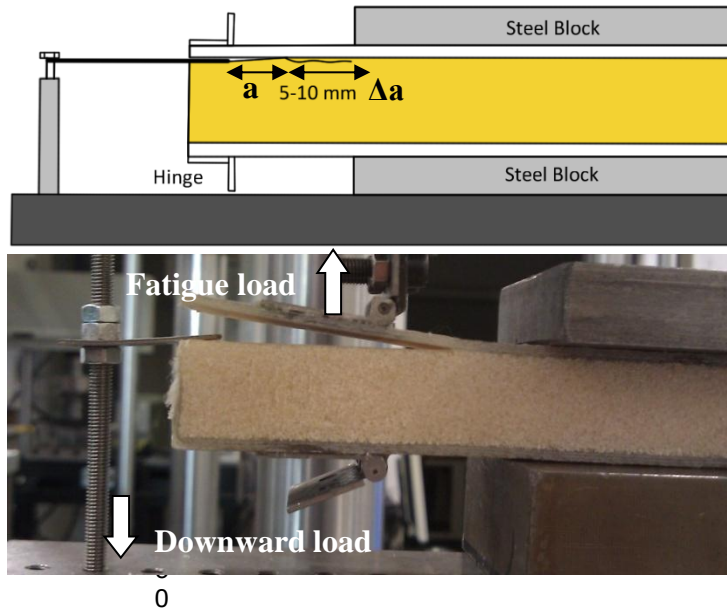 Steel Block
a
5-10 mm
Δa
Hinge
Steel Block
Fatigue load
Downward load
0